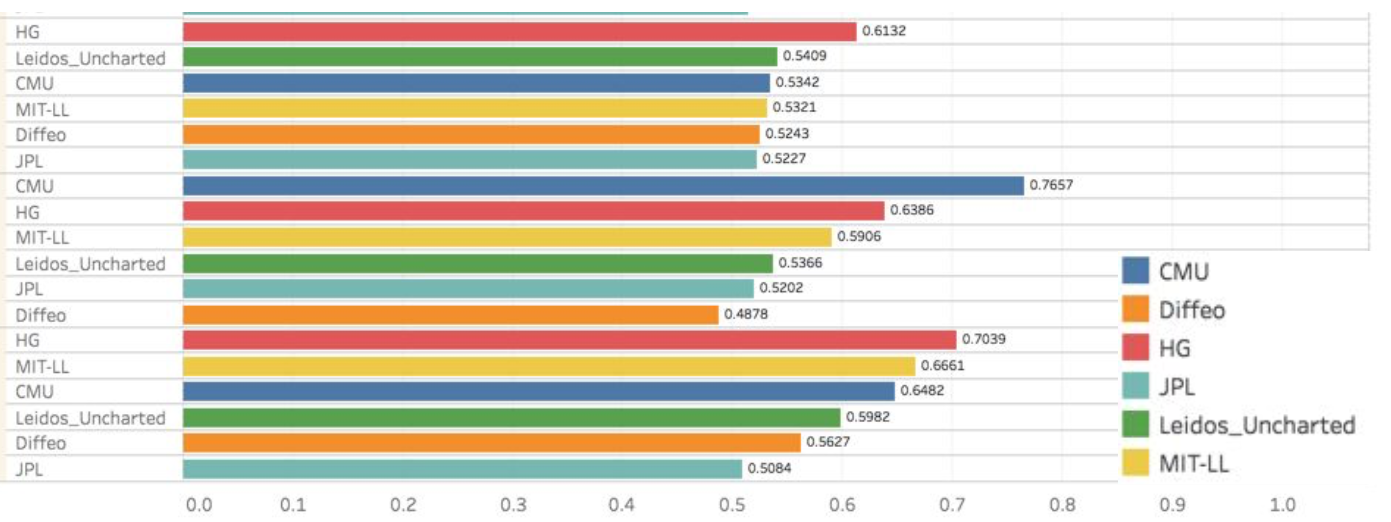 HG 0.6132
Leidos_Uncharted 0.5409
CMU 0.5342
MIT-LL 0.5321
Diffeo 0.5243
JPL 0.5227
CMU 0.7657
HG 0.6386
MIT-LL 0.5906
Leidos_Uncharted 0.5366
JPL 0.5202
Diffeo 0.4878
HG 0.7039
MIT-LL 0.6661
CMU 0.6482
Leidos_Uncharted 0.5982
Diffeo 0.5627
JPL 0.5084
0.0 0.1 0.2 0.3 0.4 0.5 0.6 0.7 0.8 0.9 1.0
CMU
Diffeo
HG
JPL
Leidos_Uncharted
MIT-LL